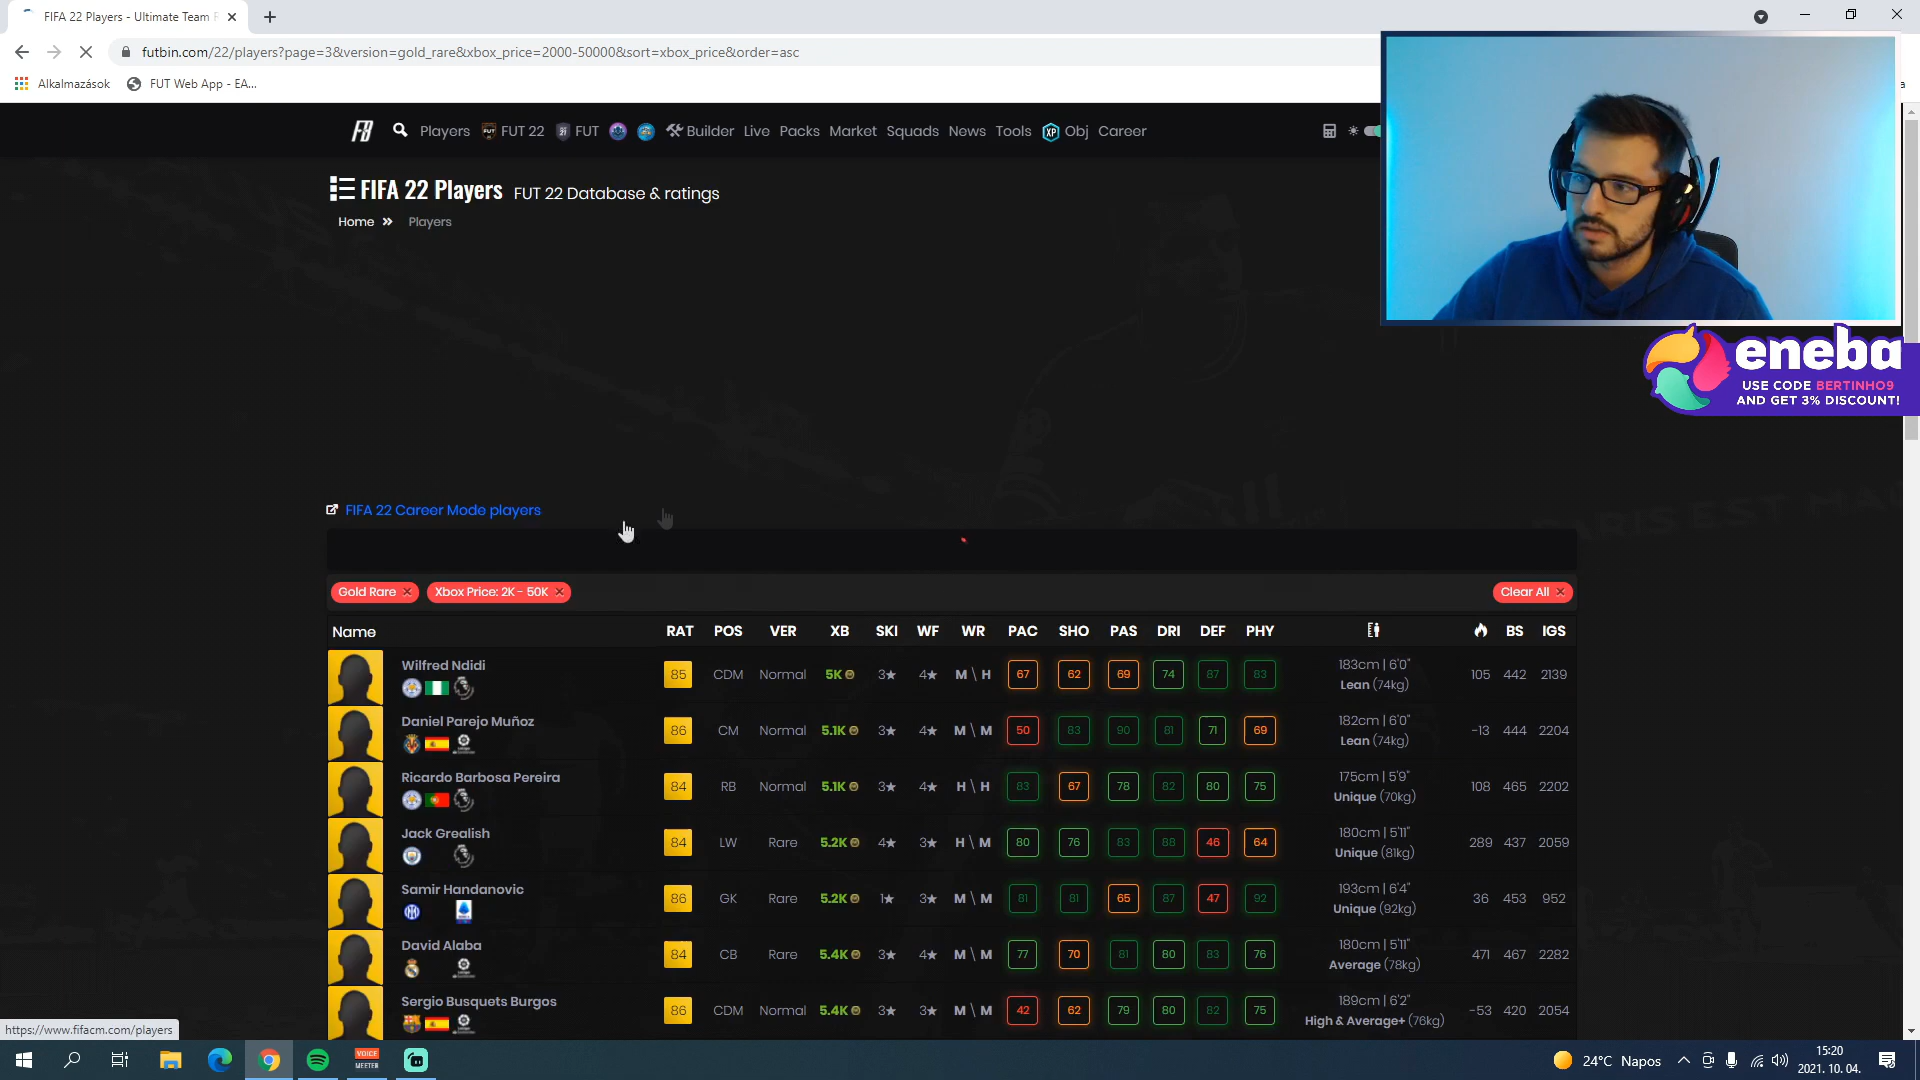 FIFA 22 Players - Ultimate Team F
futbin.com/22/players?page=3&version=gold_rare&xbox_price=2000-50000&sort=xbox_price&order=asc
Alkalmazások FUT Web App - EA...
Players FUT 22 FUT Builder Live Packs Market Squads News Tools XP Obj Career
FIFA 22 Players FUT 22 Database & ratings
Home » Players
eneba
USE CODE BERTINHO9
AND GET 3% DISCOUNT!
FIFA 22 Career Mode players
Gold Rare Xbox Price: 2K - 50K Clear All
Name RAT POS VER XB SKI WF WR PAC SHO PAS DRI DEF PHY BS IGS
Wilfred Ndidi 85 CDM Normal 5K 3★ 4★ M \ H 67 62 69 74 87 83 183cm | 6'0" Lean (74kg) 105 442 2139
Daniel Parejo Muñoz 86 CM Normal 5.1K 3★ 4★ M \ M 50 83 90 81 71 69 182cm | 6'0" Lean (74kg) -13 444 2204
Ricardo Barbosa Pereira 84 RB Normal 5.1K 3★ 4★ H \ H 83 67 78 82 80 75 175cm | 5'9" Unique (70kg) 108 465 2202
Jack Grealish 84 LW Rare 5.2K 4★ 3★ H \ M 80 76 83 88 46 64 180cm | 5'11" Unique (81kg) 289 437 2059
Samir Handanovic 86 GK Rare 5.2K 1★ 3★ M \ M 81 81 65 87 47 92 193cm | 6'4" Unique (92kg) 36 453 952
David Alaba 84 CB Rare 5.4K 3★ 4★ M \ M 77 70 81 80 83 76 180cm | 5'11" Average (78kg) 471 467 2282
Sergio Busquets Burgos 86 CDM Normal 5.4K 3★ 3★ M \ M 42 62 79 80 82 75 189cm | 6'2" High & Average+ (76kg) -53 420 2054
https://www.fifacm.com/players
VOICE
MEETER
24°C Napos
15:20
2021. 10. 04.